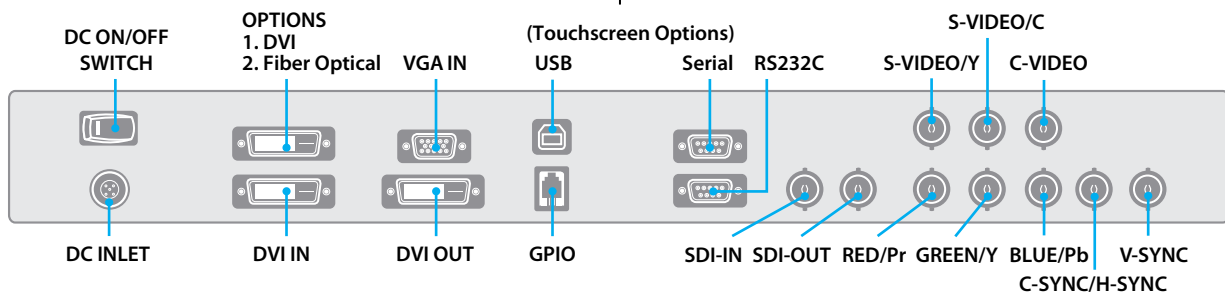 DC ON/OFF
SWITCH
OPTIONS
1. DVI
2. Fiber Optical
VGA IN
(Touchscreen Options)
USB
Serial
RS232C
S-VIDEO/Y
S-VIDEO/C
C-VIDEO
DC INLET
DVI IN
DVI OUT
GPIO
SDI-IN
SDI-OUT
RED/Pr
GREEN/Y
BLUE/Pb
C-SYNC/H-SYNC
V-SYNC